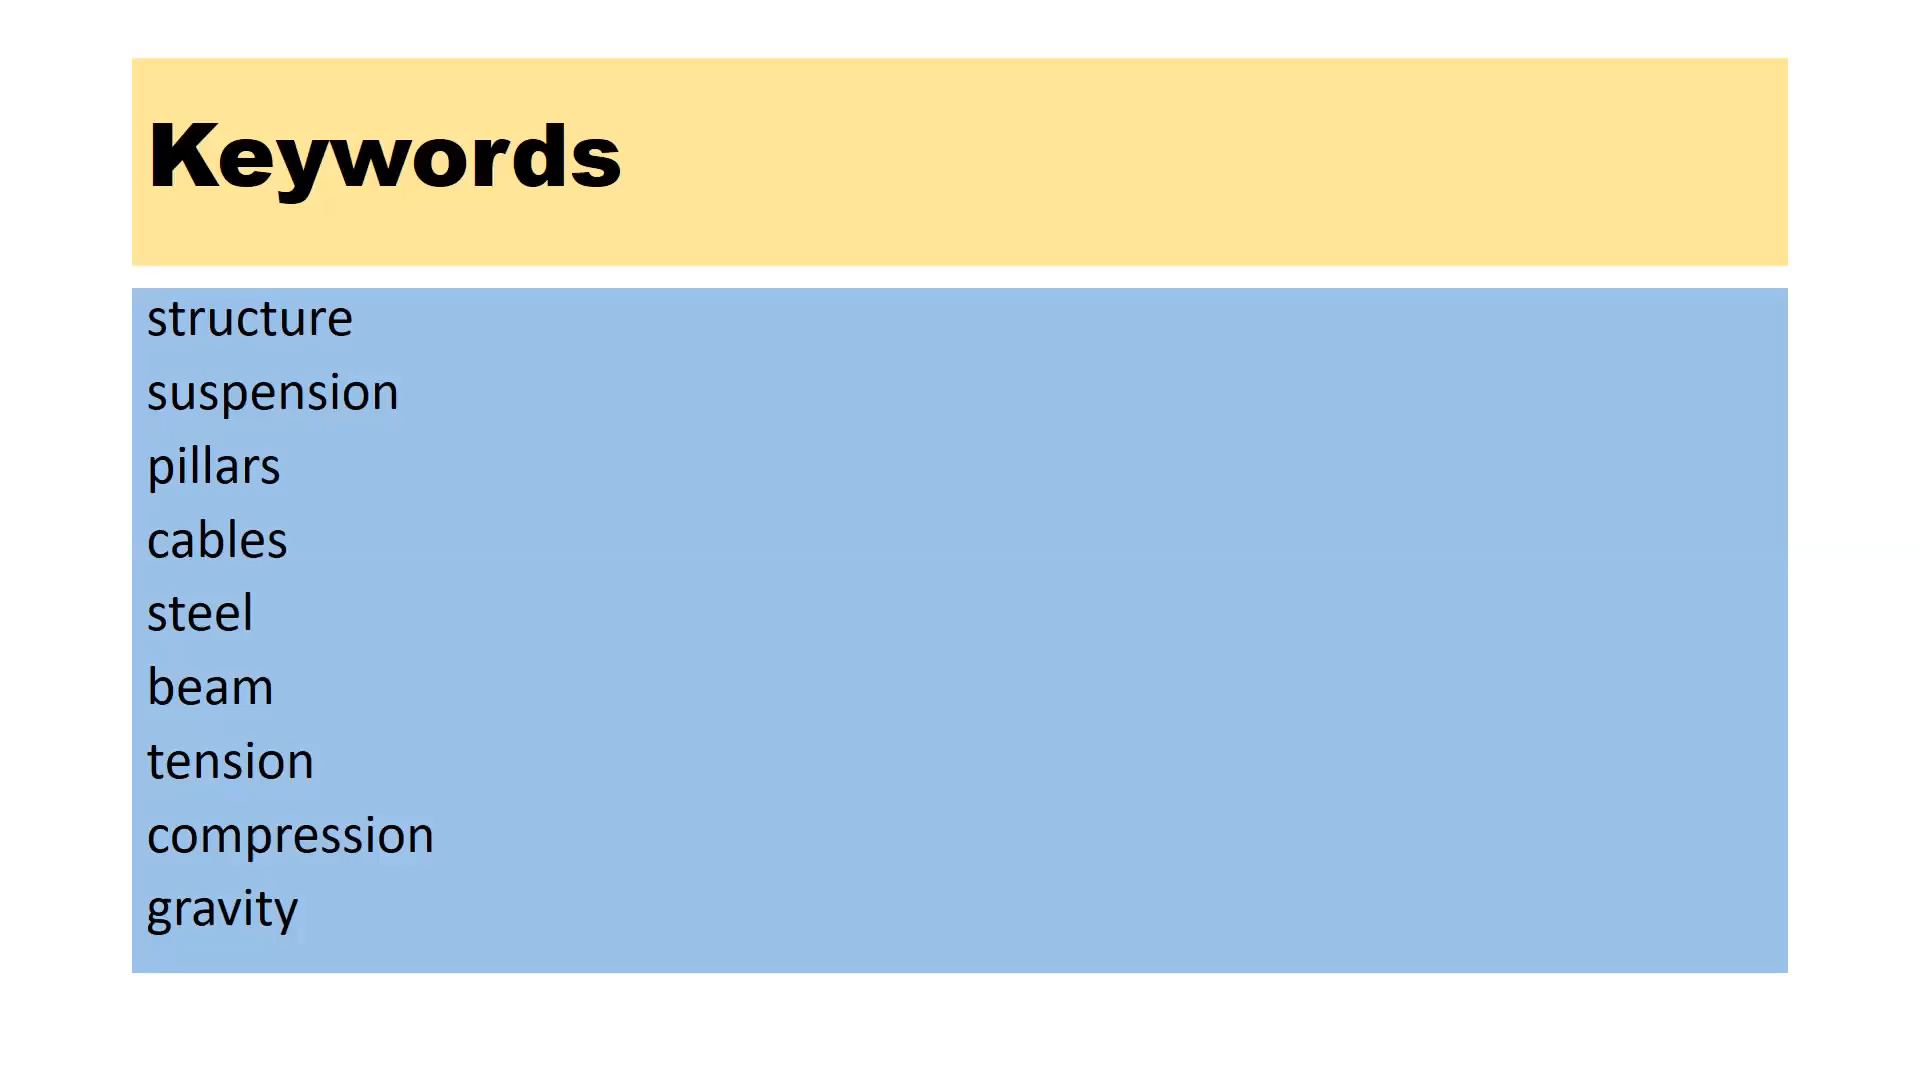 Keywords
structure
suspension
pillars
cables
steel
beam
tension
compression
gravity